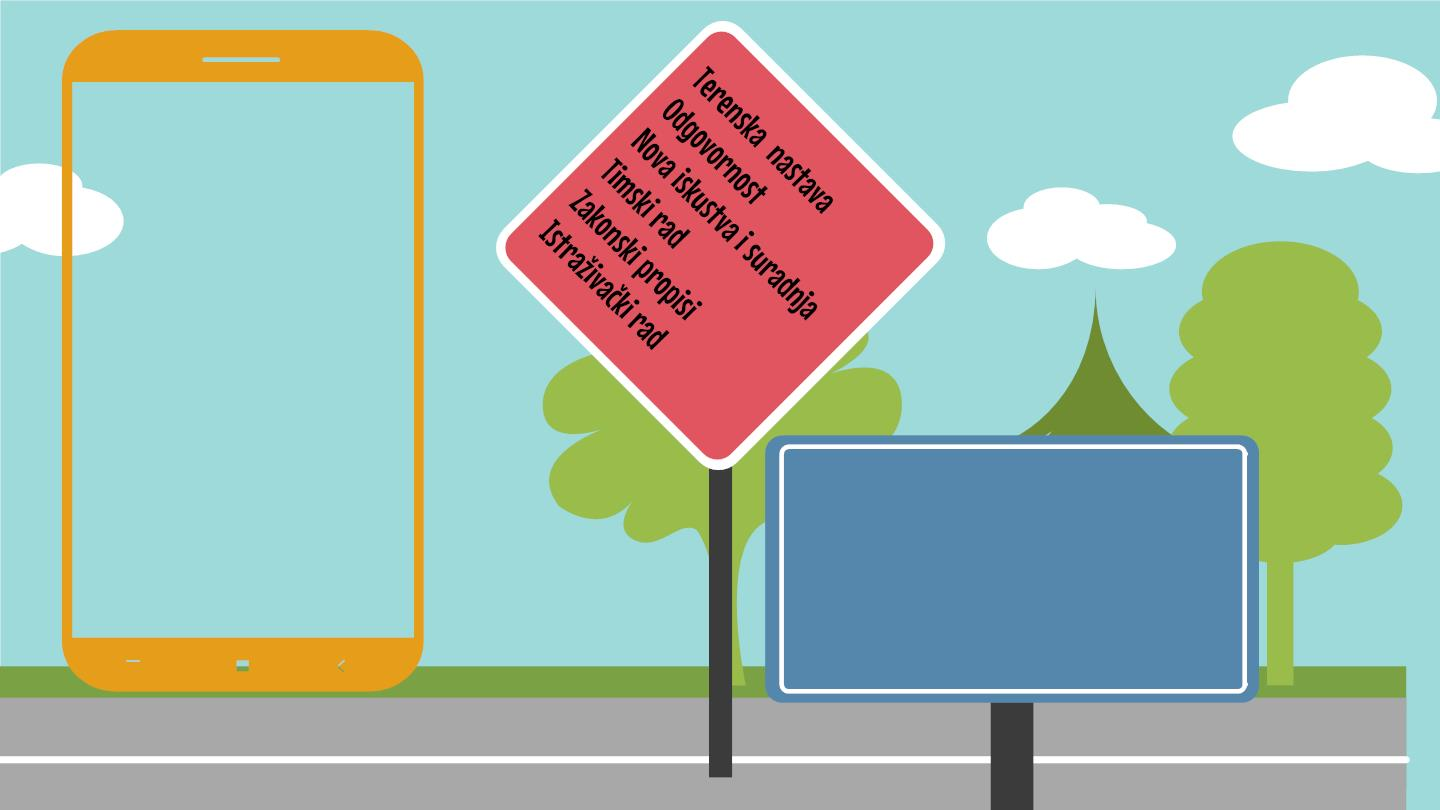 Terenska nastava
Odgovornost
Nova iskustva i suradnja
Timski rad
Zakonski propisi
Istraživački rad